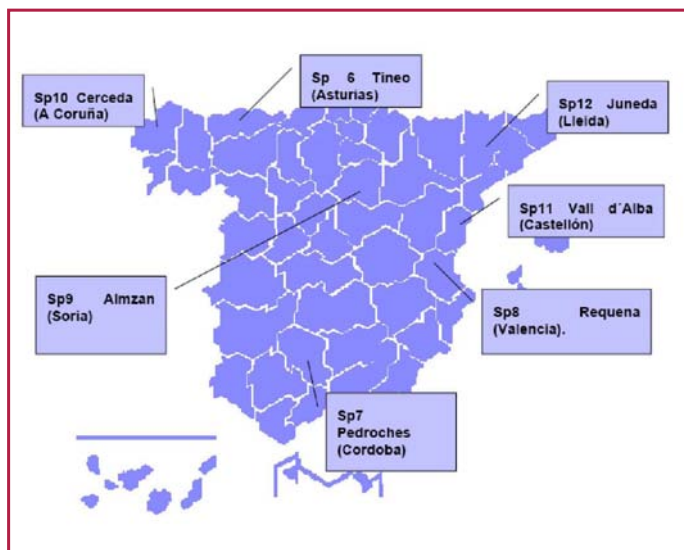 Sp 6 Tineo
(Asturias)
Sp10 Cerceda
(A Coruña)
Sp12 Juneda
(Lleida)
Sp11 Vall d´Alba
(Castellón)
Sp9 Almzan
(Soria)
Sp8 Requena
(Valencia).
Sp7
Pedroches
(Cordoba)